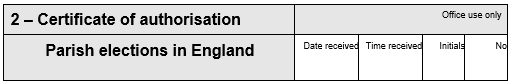 2 – Certificate of authorisation
Office use only
Parish elections in England
Date received Time received Initials No